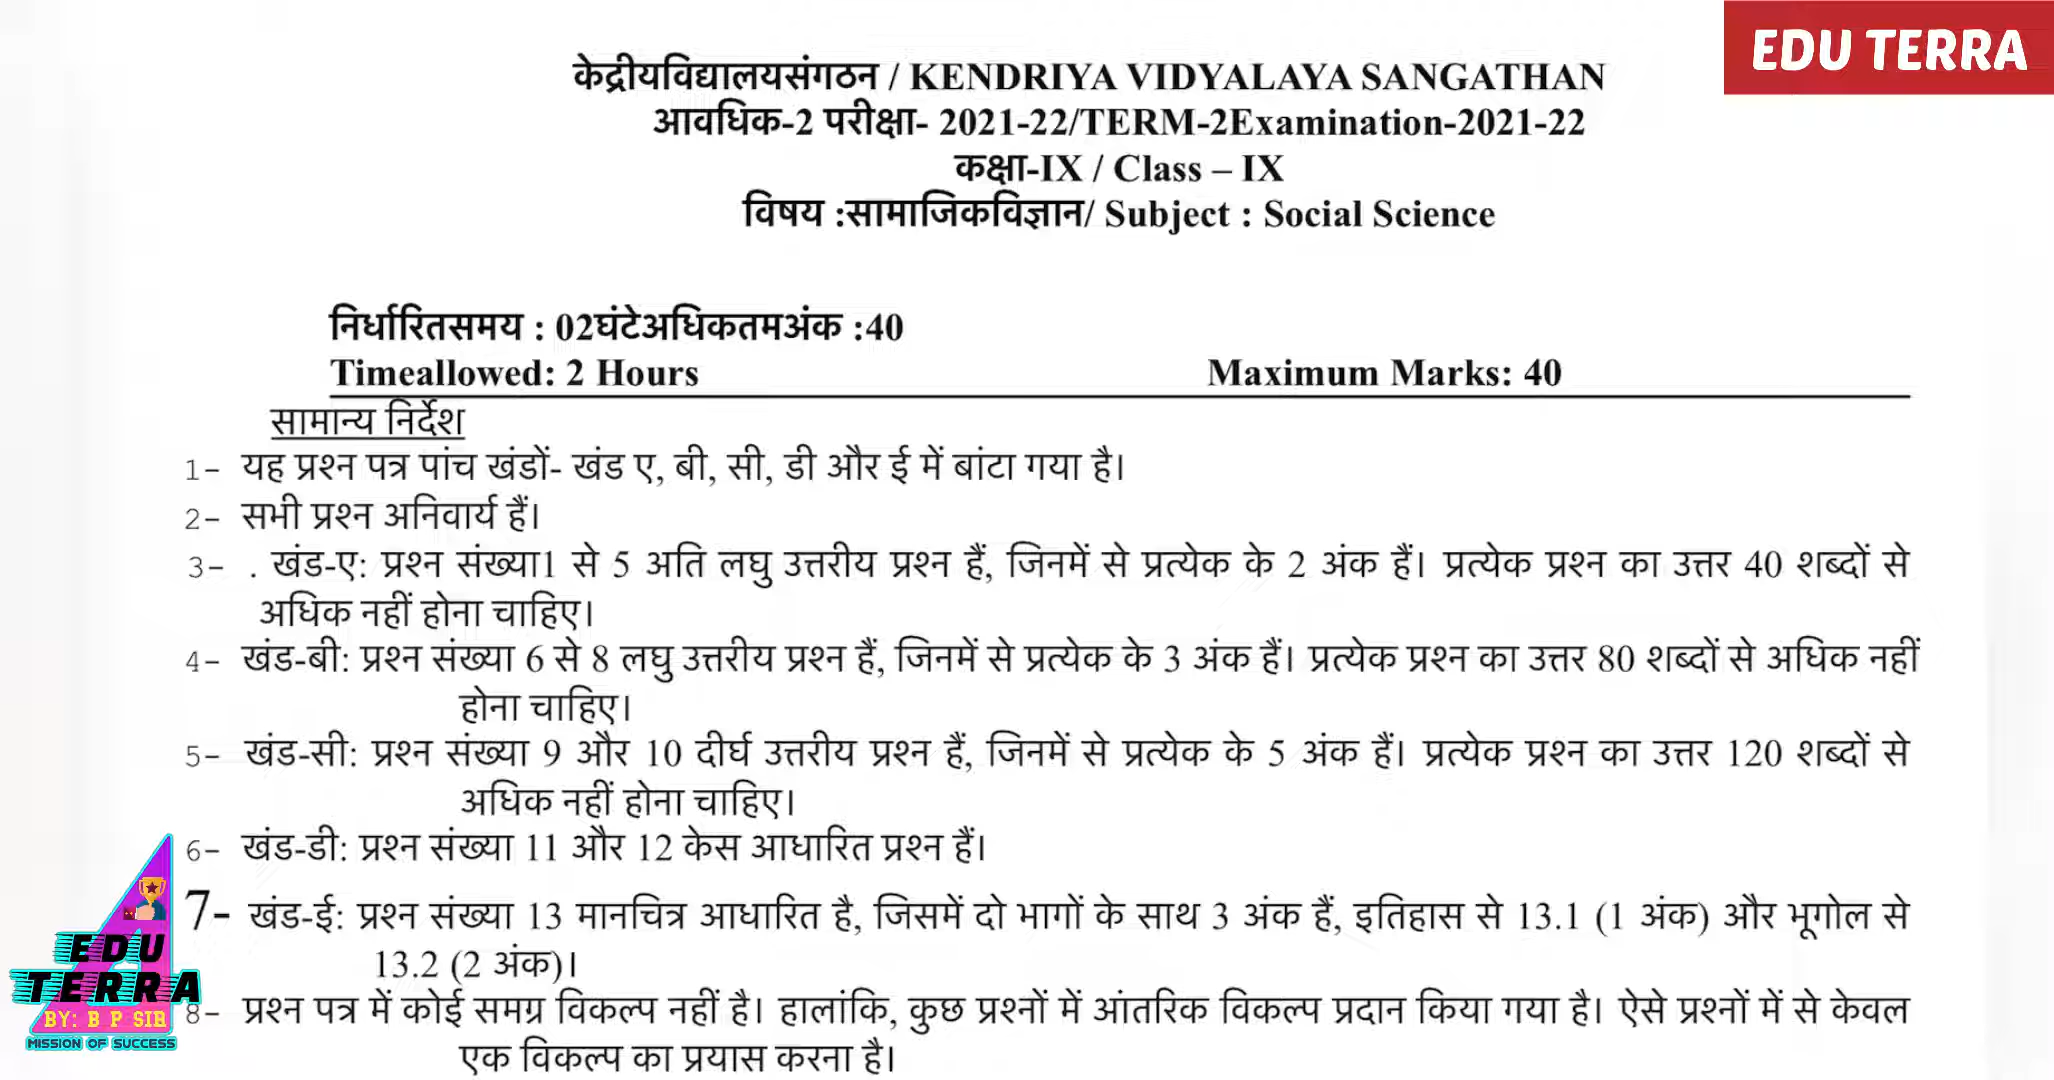 EDU TERRA
केद्रीयविद्यालयसंगठन / KENDRIYA VIDYALAYA SANGATHAN
आवधिक-2 परीक्षा- 2021-22/TERM-2Examination-2021-22
कक्षा-IX / Class – IX
विषय :सामाजिकविज्ञान/ Subject : Social Science
निर्धारितसमय : 02घंटेअधिकतमअंक :40
Timeallowed: 2 Hours Maximum Marks: 40
सामान्य निर्देश
1- यह प्रश्न पत्र पांच खंडों- खंड ए, बी, सी, डी और ई में बांटा गया है।
2- सभी प्रश्न अनिवार्य हैं।
3- . खंड-ए: प्रश्न संख्या1 से 5 अति लघु उत्तरीय प्रश्न हैं, जिनमें से प्रत्येक के 2 अंक हैं। प्रत्येक प्रश्न का उत्तर 40 शब्दों से
अधिक नहीं होना चाहिए।
4- खंड-बी: प्रश्न संख्या 6 से 8 लघु उत्तरीय प्रश्न हैं, जिनमें से प्रत्येक के 3 अंक हैं। प्रत्येक प्रश्न का उत्तर 80 शब्दों से अधिक नहीं
होना चाहिए।
5- खंड-सी: प्रश्न संख्या 9 और 10 दीर्घ उत्तरीय प्रश्न हैं, जिनमें से प्रत्येक के 5 अंक हैं। प्रत्येक प्रश्न का उत्तर 120 शब्दों से
अधिक नहीं होना चाहिए।
6- खंड-डी: प्रश्न संख्या 11 और 12 केस आधारित प्रश्न हैं।
7- खंड-ई: प्रश्न संख्या 13 मानचित्र आधारित है, जिसमें दो भागों के साथ 3 अंक हैं, इतिहास से 13.1 (1 अंक) और भूगोल से
13.2 (2 अंक)।
8- प्रश्न पत्र में कोई समग्र विकल्प नहीं है। हालांकि, कुछ प्रश्नों में आंतरिक विकल्प प्रदान किया गया है। ऐसे प्रश्नों में से केवल
एक विकल्प का प्रयास करना है।
EDU
TERRA
BY: B P SIR
MISSION OF SUCCESS